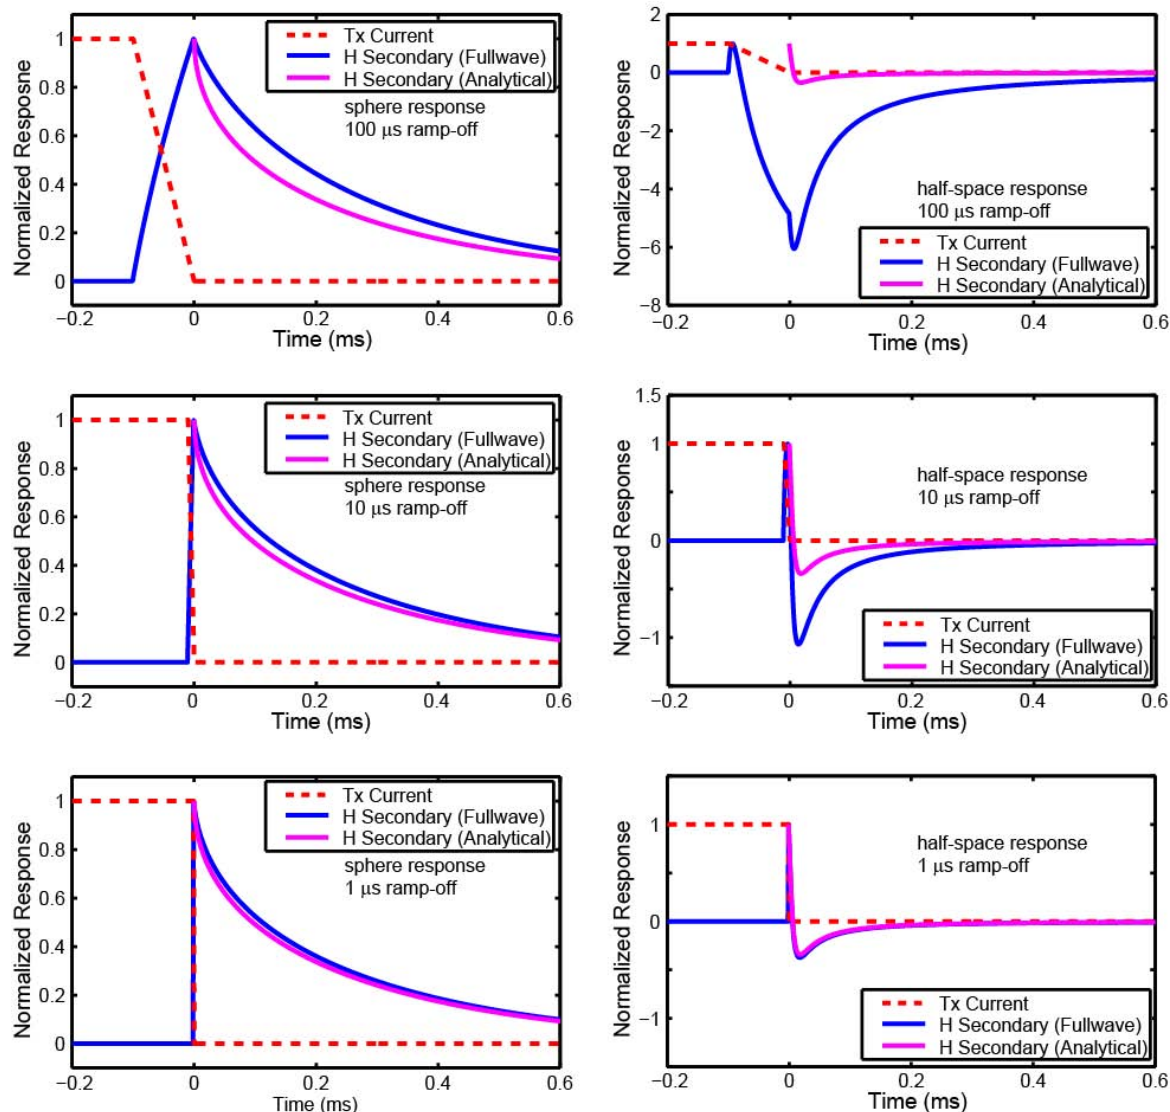 1
0.8
0.6
0.4
0.2
0
Normalized Resposne
Tx Current
H Secondary (Fullwave)
H Secondary (Analytical)
sphere response
100 μs ramp-off
−0.2
0
0.2
0.4
0.6
Time (ms)
2
0
−2
−4
−6
−8
Normalized Response
half-space response
100 μs ramp-off
Tx Current
H Secondary (Fullwave)
H Secondary (Analytical)
−0.2
0
0.2
0.4
0.6
Time (ms)
1
0.8
0.6
0.4
0.2
0
Normalized Response
Tx Current
H Secondary (Fullwave)
H Secondary (Analytical)
sphere response
10 μs ramp-off
−0.2
0
0.2
0.4
0.6
Time (ms)
1.5
1
0
−1
Normalized Response
half-space response
10 μs ramp-off
Tx Current
H Secondary (Fullwave)
H Secondary (Analytical)
−0.2
0
0.2
0.4
0.6
Time (ms)
1
0.8
0.6
0.4
0.2
0
Normalized Response
Tx Current
H Secondary (Fullwave)
H Secondary (Analytical)
sphere response
1 μs ramp-off
−0.2
0
0.2
0.4
0.6
Time (ms)
1
0
−1
Normalized Response
half-space response
1 μs ramp-off
Tx Current
H Secondary (Fullwave)
H Secondary (Analytical)
−0.2
0
0.2
0.4
0.6
Time (ms)